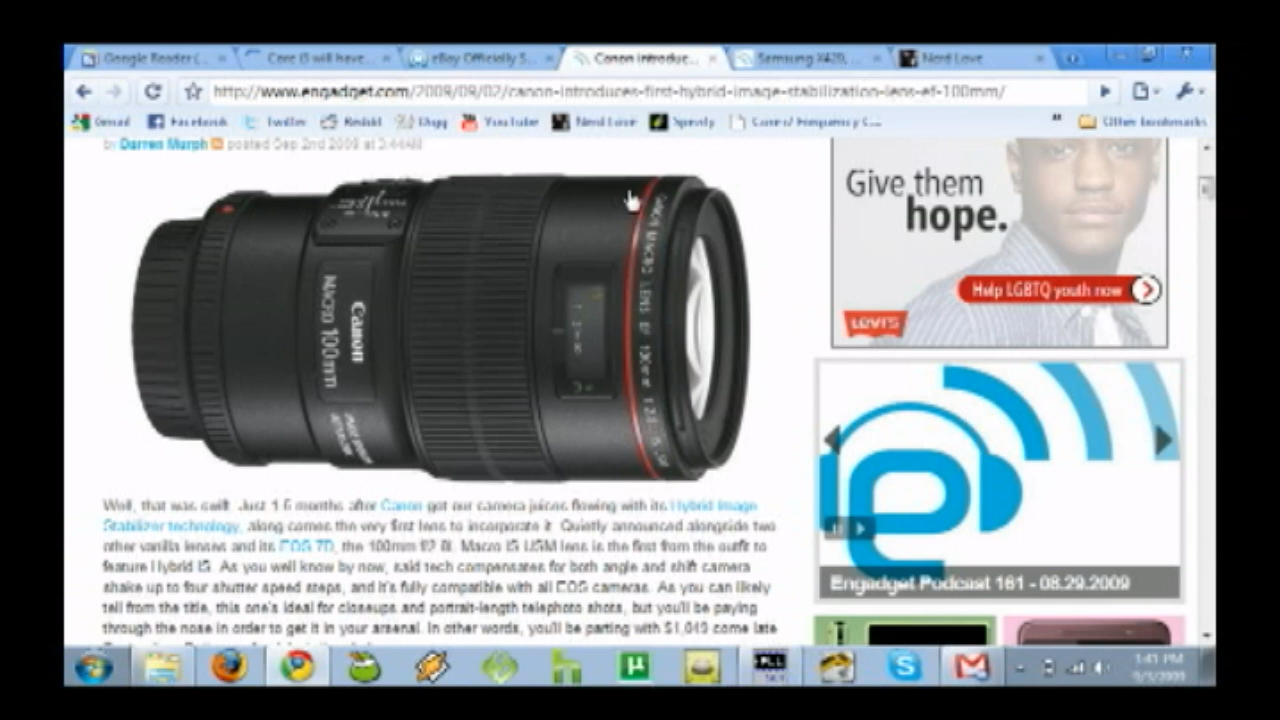 Google Reader (...
Core i5 will have...
eBay Officially S...
Canon introduc...
Samsung X420, ...
Nerd Love
http://www.engadget.com/2009/09/02/canon-introduces-first-hybrid-image-stabilization-lens-ef-100mm/
Gmail Facebook Twitter Reddit Digg YouTube Nerd Love Speedy Other bookmarks
by Darren Murph posted Sep 2nd 2009 at 3:44AM
Canon
MACRO 100mm
CANON MACRO LENS EF 100mm
Give them
hope.
Help LGBTQ youth now
LEVI'S
Engadget Podcast 161 - 08.29.2009
Well, that was swift. Just 1.5 months after Canon got our camera juices flowing with its Hybrid Image
Stabilizer technology, along comes the very first lens to incorporate it. Quietly announced alongside two
other vanilla lenses and its EOS 7D, the 100mm f/2.8L Macro IS USM lens is the first from the outfit to
feature Hybrid IS. As you well know by now, said tech compensates for both angle and shift camera
shake up to four shutter speed steps, and it's fully compatible with all EOS cameras. As you can likely
tell from the title, this one's ideal for closeups and portrait-length telephoto shots, but you'll be paying
through the nose in order to get it in your arsenal. In other words, you'll be parting with $1,049 come late
1:41 PM